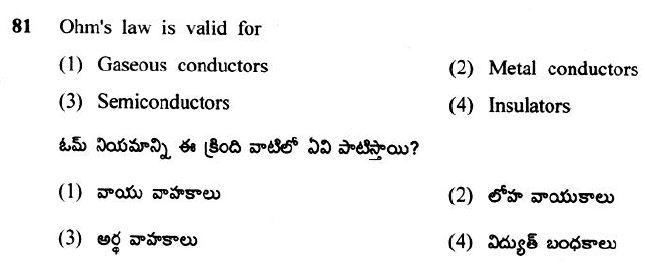 81 Ohm's law is valid for
(1) Gaseous conductors (2) Metal conductors
(3) Semiconductors (4) Insulators
ఓమ్ నియమాన్ని ఈ క్రింది వాటిలో ఏవి పాటిస్తాయి?
(1) వాయు వాహకాలు (2) లోహ వాయుకాలు
(3) అర్ధ వాహకాలు (4) విద్యుత్ బంధకాలు